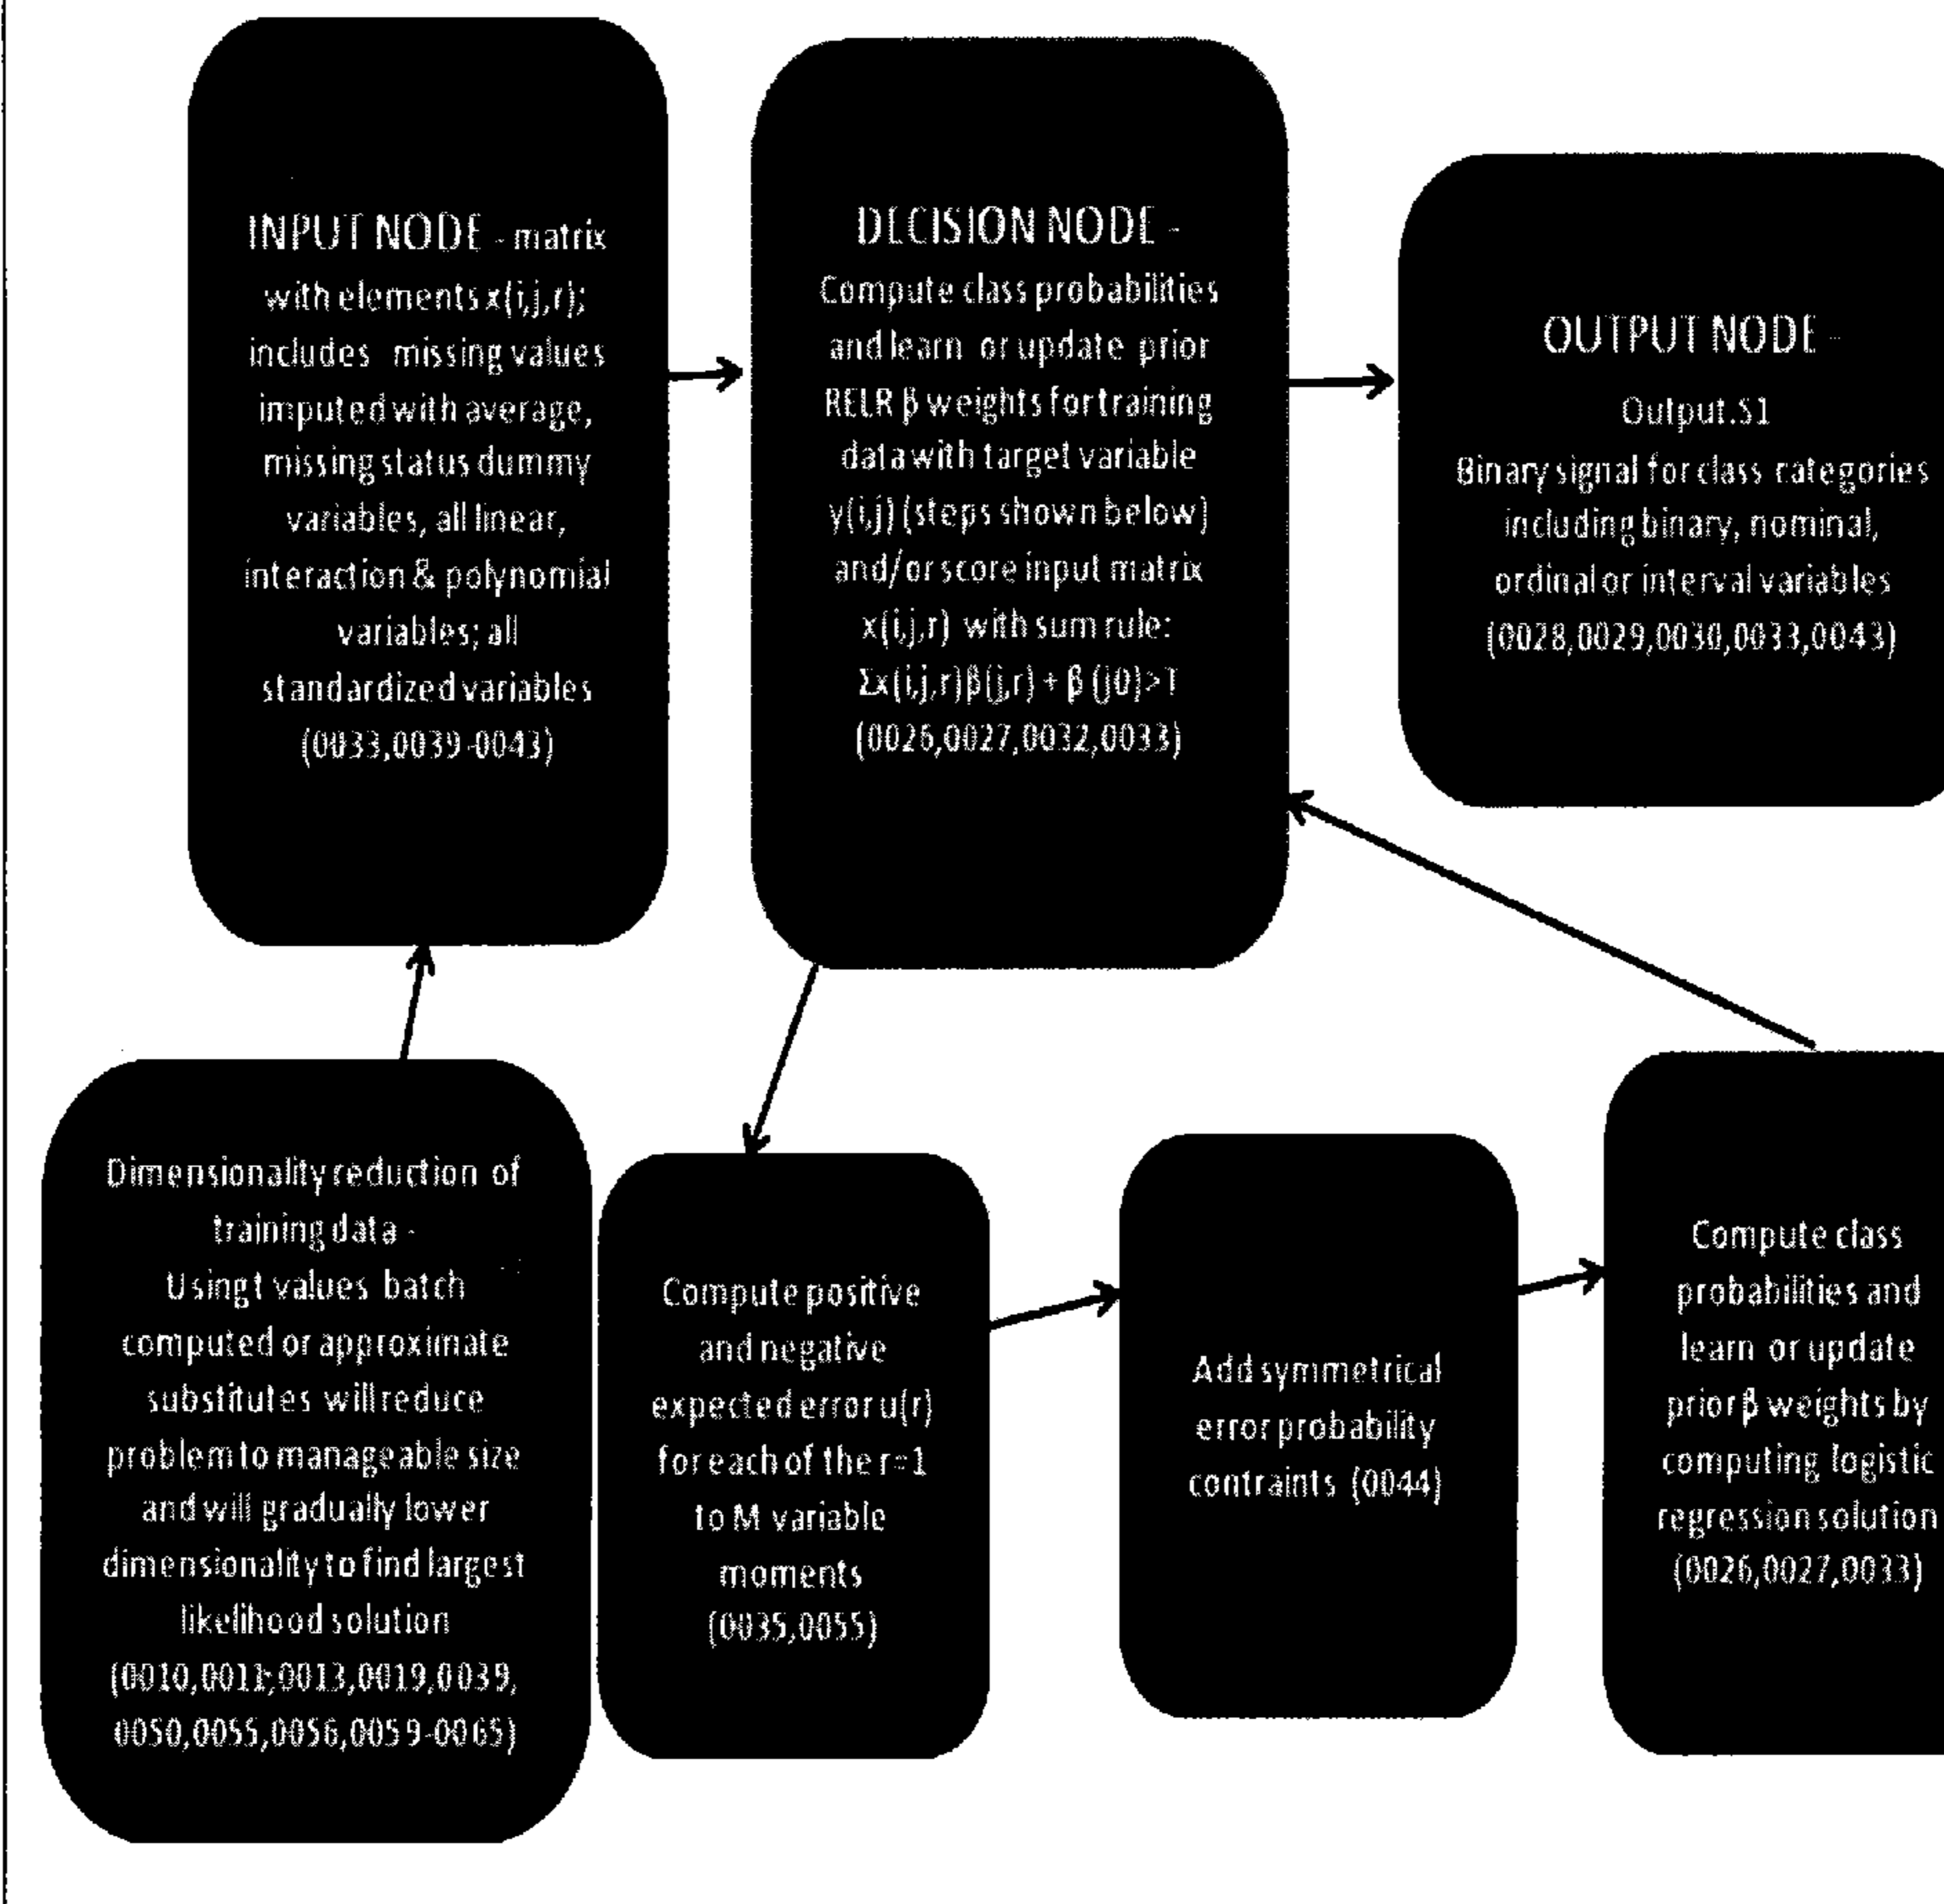 INPUT NODE - matrix
with elements x(i,j,r);
includes missing values
imputed with average,
missing status dummy
variables, all linear,
interaction & polynomial
variables; all
standardized variables
(0033,0039-0043)
DECISION NODE -
Compute class probabilities
and learn or update prior
RELR β weights for training
data with target variable
y(i,j) (steps shown below)
and/or score input matrix
x(i,j,r) with sum rule:
Σx(i,j,r)β(j,r) + β (j0)>T
(0026,0027,0032,0033)
OUTPUT NODE -
Output.S1
Binary signal for class categories
including binary, nominal,
ordinal or interval variables
(0028,0029,0030,0033,0043)
Dimensionality reduction of
training data -
Using t values batch
computed or approximate
substitutes will reduce
problem to manageable size
and will gradually lower
dimensionality to find largest
likelihood solution
(0010,0011;0013,0019,0039,
0050,0055,0056,0059-0065)
Compute positive
and negative
expected error u(r)
for each of the r=1
to M variable
moments
(0035,0055)
Add symmetrical
error probability
contraints (0044)
Compute class
probabilities and
learn or update
prior β weights by
computing logistic
regression solution
(0026,0027,0033)